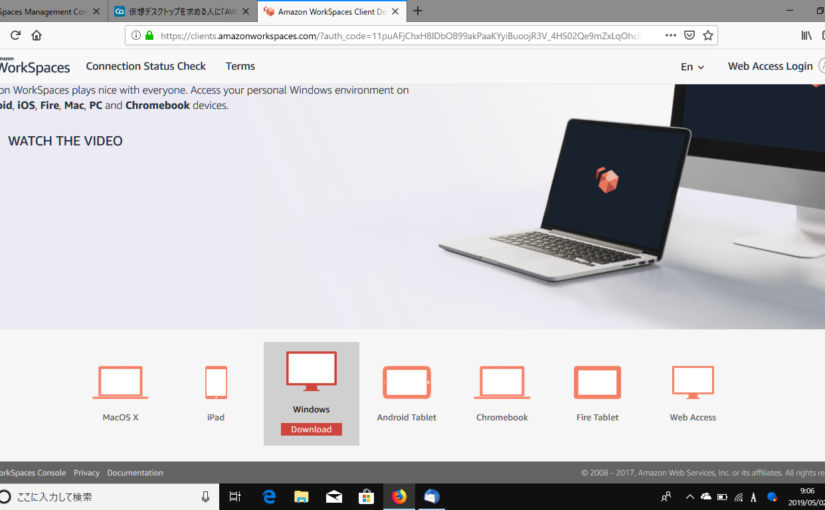 Spaces Management Con
仮想デスクトップを求める人に「AW
Amazon WorkSpaces Client Do
https://clients.amazonworkspaces.com/?auth_code=11puAFjChxH8IDbO899akPaaKYyiBuoojR3V_4HS02Qe9mZxLqOhcE
WorkSpaces
Connection Status Check
Terms
En
Web Access Login
on WorkSpaces plays nice with everyone. Access your personal Windows environment on
oid, iOS, Fire, Mac, PC and Chromebook devices.
WATCH THE VIDEO
MacOS X
iPad
Windows
Download
Android Tablet
Chromebook
Fire Tablet
Web Access
orkSpaces Console
Privacy
Documentation
© 2008 - 2017, Amazon Web Services, Inc. or its affiliates. All rights re
ここに入力して検索
A
9:06
2019/05/02